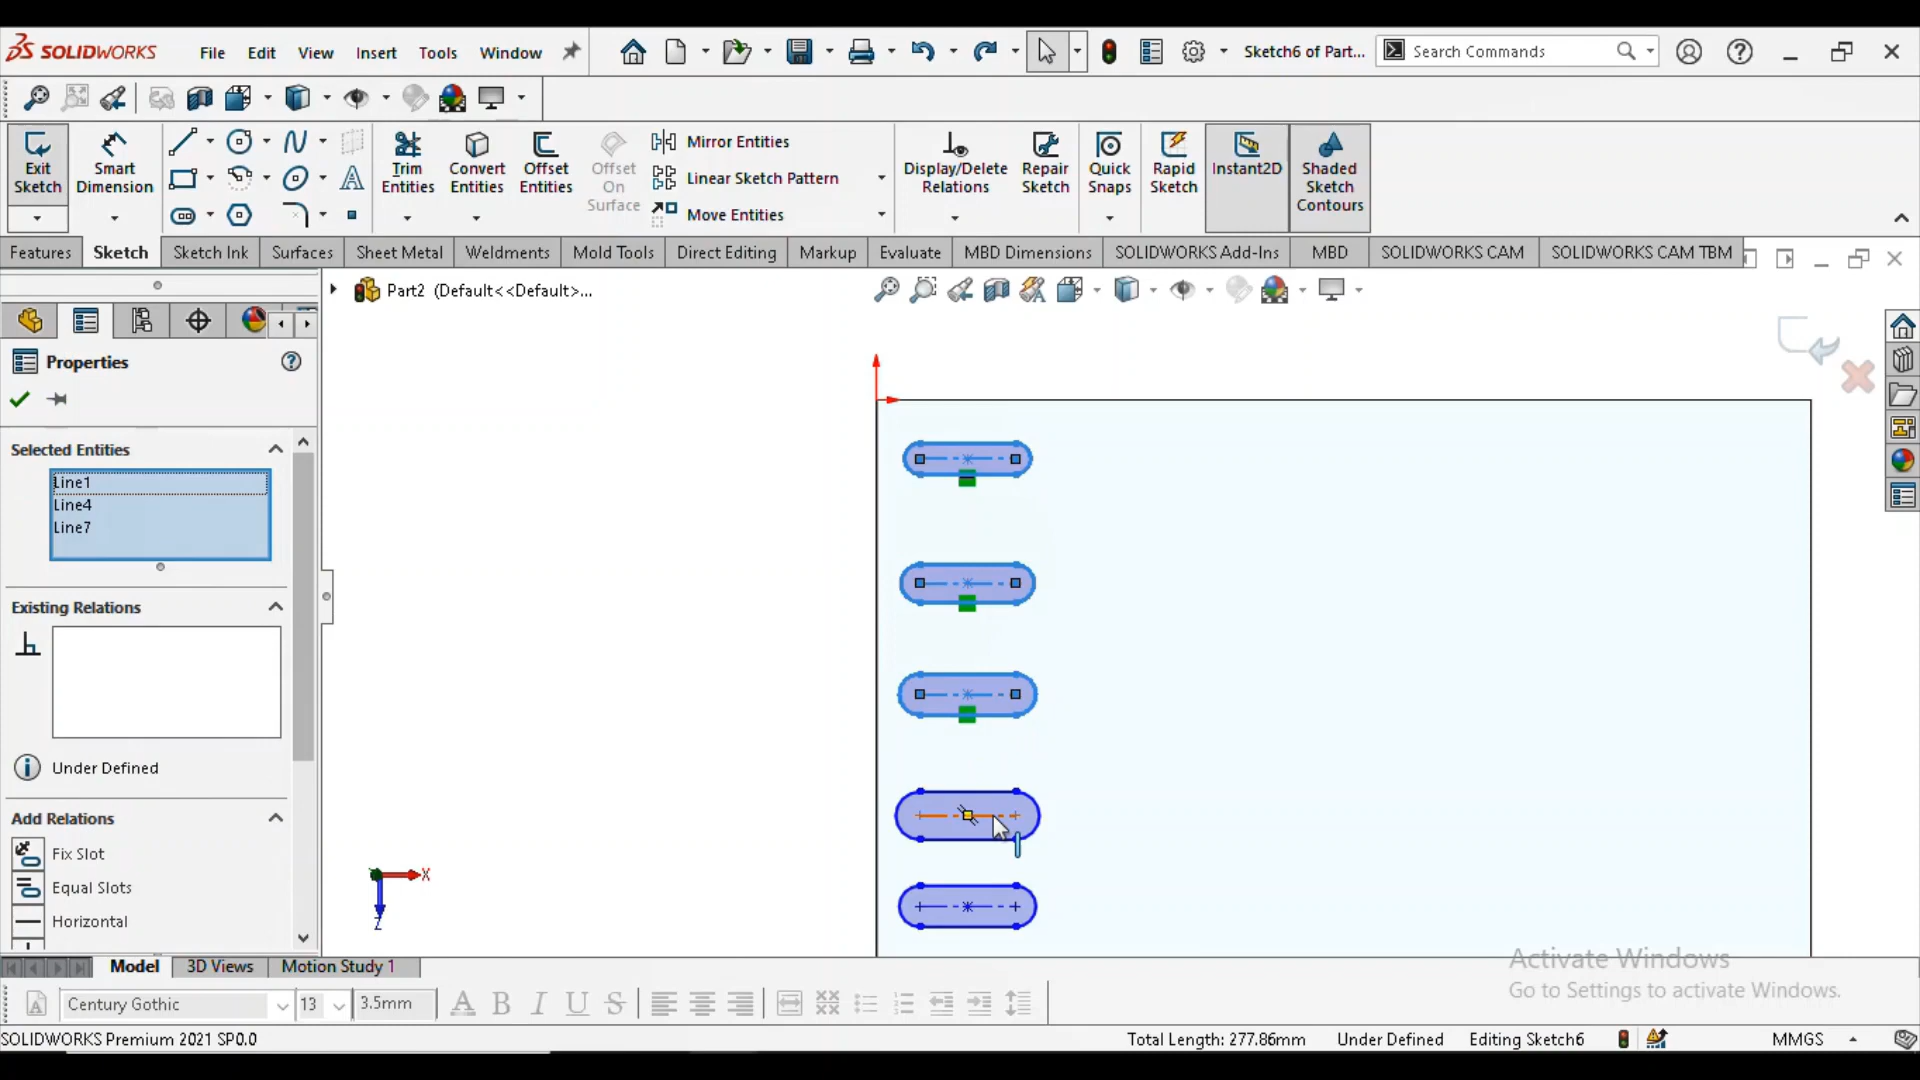 SOLIDWORKS File Edit View Insert Tools Window Sketch6 of Part... Search Commands
Exit Sketch
Smart Dimension
Trim Entities
Convert Entities
Offset Entities
Offset On Surface
Mirror Entities
Linear Sketch Pattern
Move Entities
Display/Delete Relations
Repair Sketch
Quick Snaps
Rapid Sketch
Instant2D
Shaded Sketch Contours
Features Sketch Sketch Ink Surfaces Sheet Metal Weldments Mold Tools Direct Editing Markup Evaluate MBD Dimensions SOLIDWORKS Add-Ins MBD SOLIDWORKS CAM SOLIDWORKS CAM TBM
Part2 (Default<<Default>...
Properties
Selected Entities
Line1
Line4
Line7
Existing Relations
Under Defined
Add Relations
Fix Slot
Equal Slots
Horizontal
X
Z
Activate Windows
Go to Settings to activate Windows.
Model 3D Views Motion Study 1
Century Gothic 13 3.5mm A B I U S
SOLIDWORKS Premium 2021 SP0.0 Total Length: 277.86mm Under Defined Editing Sketch6 MMGS